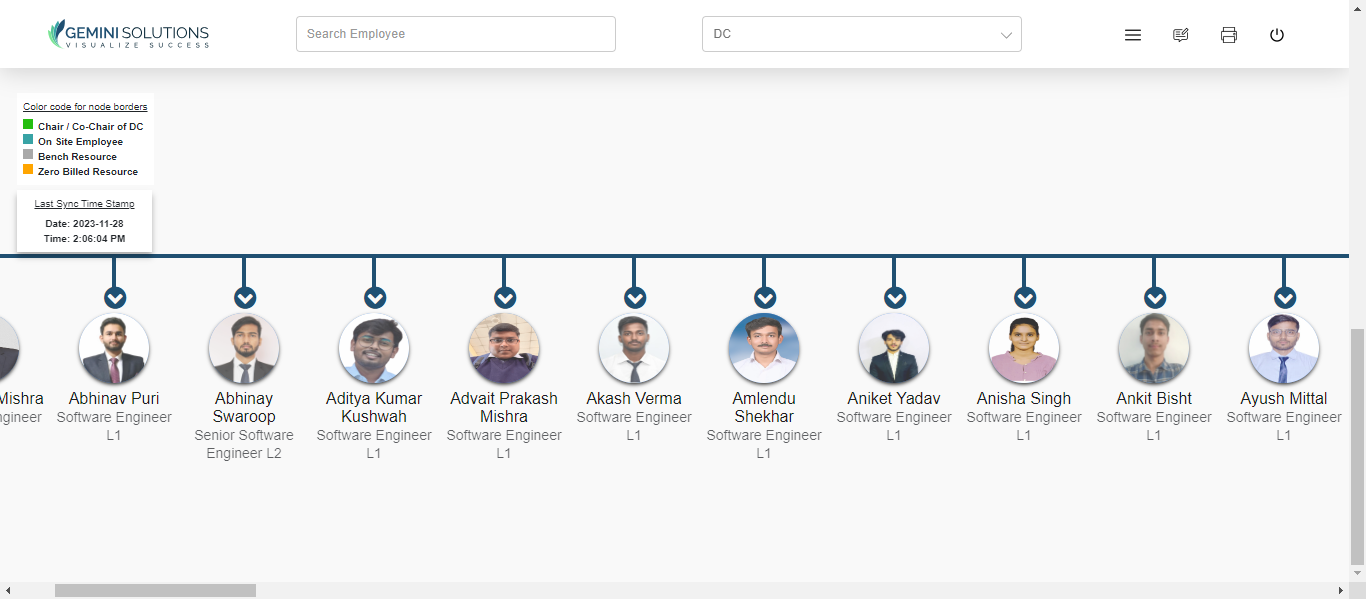 GEMINI SOLUTIONS
VISUALIZE SUCCESS
Search Employee
DC
Color code for node borders
Chair / Co-Chair of DC
On Site Employee
Bench Resource
Zero Billed Resource
Last Sync Time Stamp
Date: 2023-11-28
Time: 2:06:04 PM
Mishra
ngineer
Abhinav Puri
Software Engineer
L1
Abhinay
Swaroop
Senior Software
Engineer L2
Aditya Kumar
Kushwah
Software Engineer
L1
Advait Prakash
Mishra
Software Engineer
L1
Akash Verma
Software Engineer
L1
Amlendu
Shekhar
Software Engineer
L1
Aniket Yadav
Software Engineer
L1
Anisha Singh
Software Engineer
L1
Ankit Bisht
Software Engineer
L1
Ayush Mittal
Software Engineer
L1